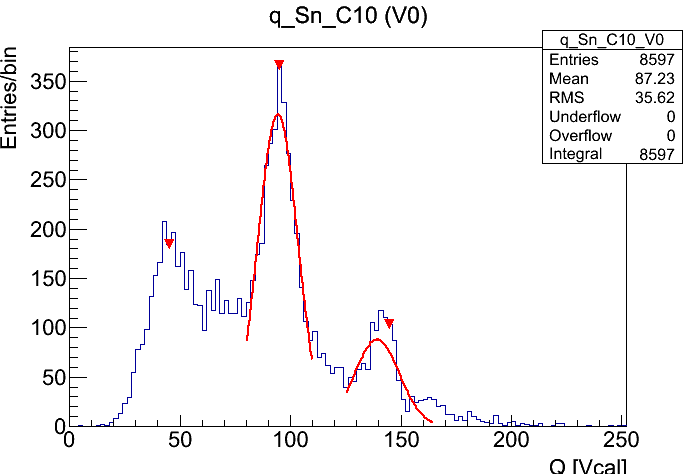 q_Sn_C10 (V0)
q_Sn_C10_V0
Entries 8597
Mean 87.23
RMS 35.62
Underflow 0
Overflow 0
Integral 8597
Entries/bin
350
300
250
200
150
100
50
0
0 50 100 150 200 250
Q [Vcal]